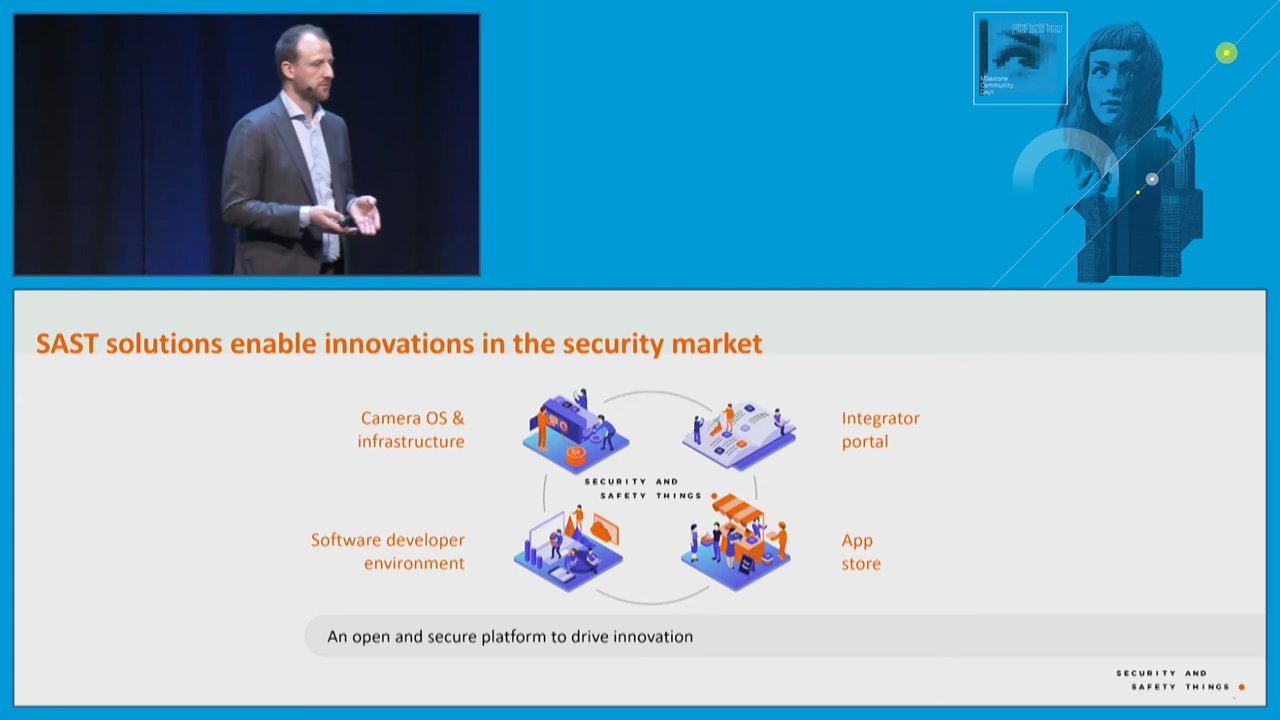 Milestone
Community
Days
SAST solutions enable innovations in the security market
Camera OS &
infrastructure
Integrator
portal
SECURITY AND
SAFETY THINGS
Software developer
environment
App
store
An open and secure platform to drive innovation
SECURITY AND
SAFETY THINGS